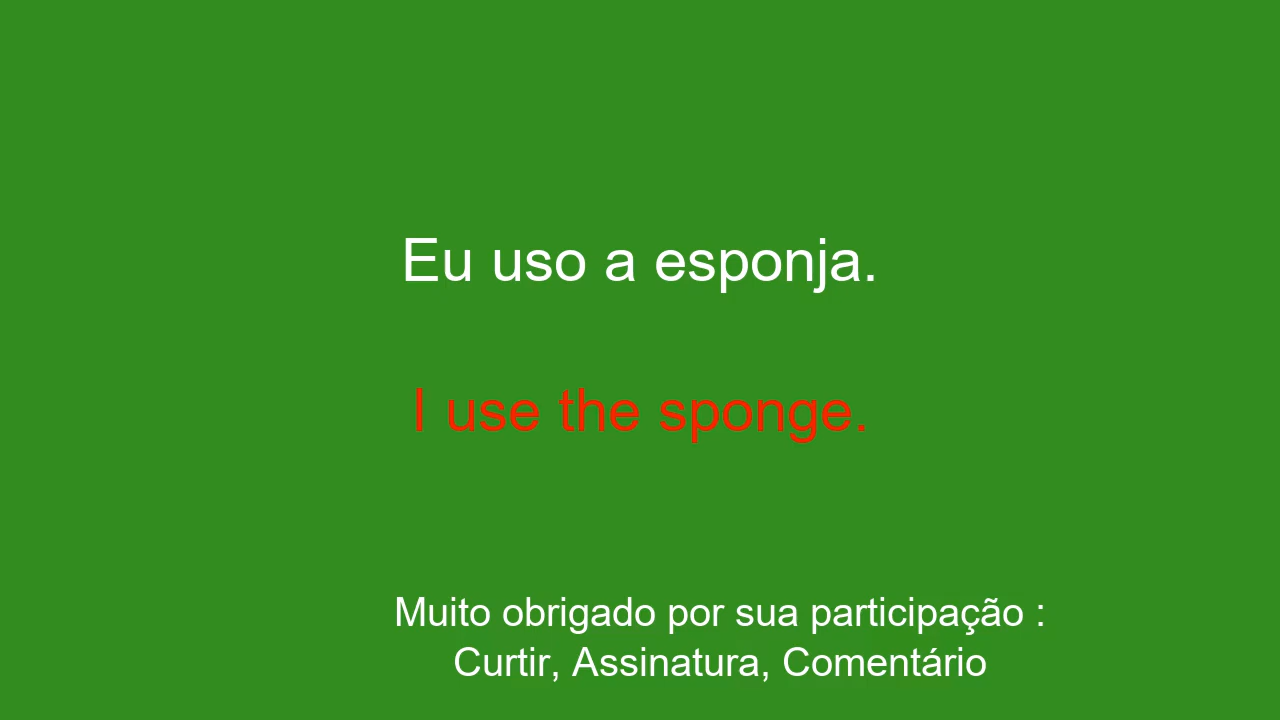 Eu uso a esponja.
I use the sponge.
Muito obrigado por sua participação :
Curtir, Assinatura, Comentário